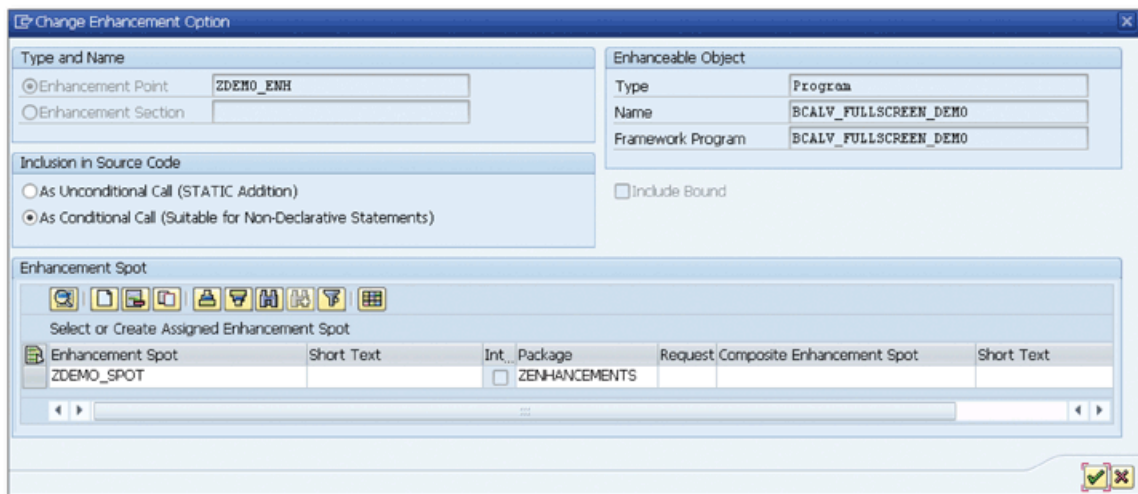 Change Enhancement Option
Type and Name
Enhancement Point ZDEMO_ENH
Enhancement Section
Enhanceable Object
Type Program
Name BCALV_FULLSCREEN_DEMO
Framework Program BCALV_FULLSCREEN_DEMO
Inclusion in Source Code
As Unconditional Call (STATIC Addition)
As Conditional Call (Suitable for Non-Declarative Statements)
Include Bound
Enhancement Spot
Select or Create Assigned Enhancement Spot
Enhancement Spot Short Text Int... Package Request Composite Enhancement Spot Short Text
ZDEMO_SPOT ZENHANCEMENTS